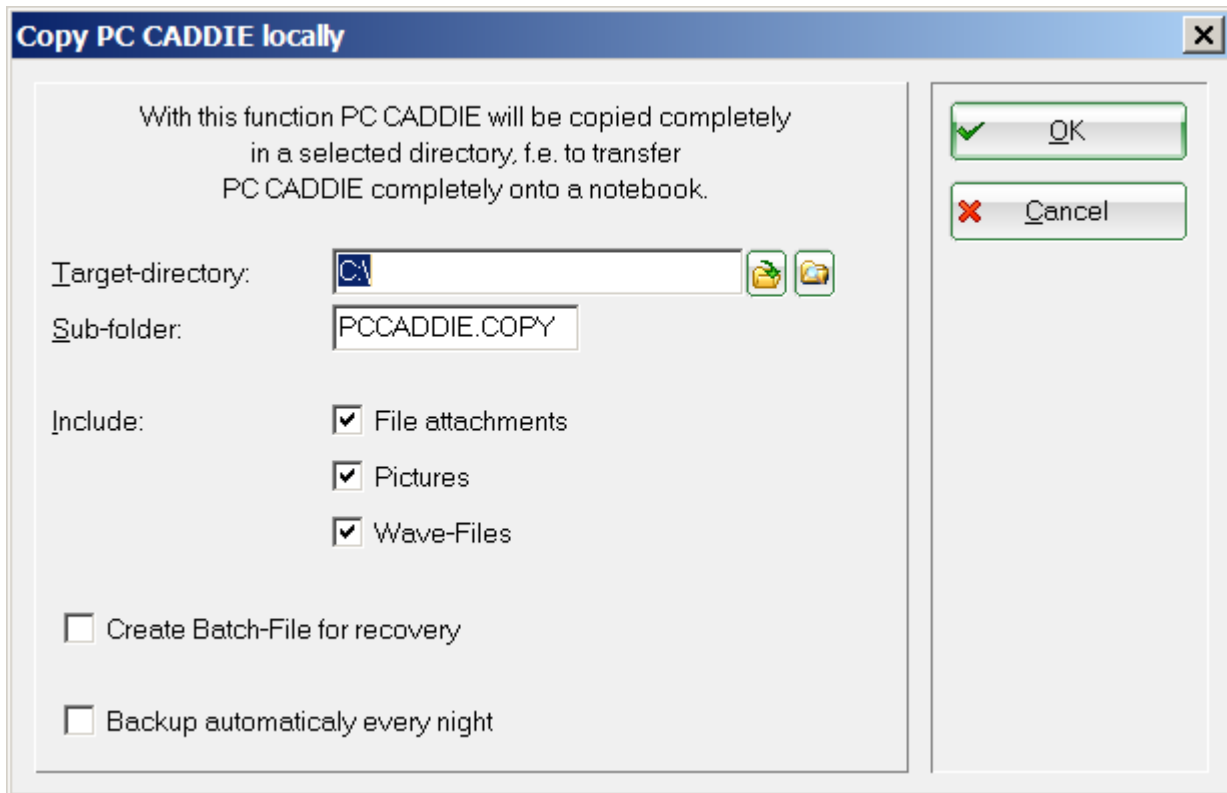 Copy PC CADDIE locally
With this function PC CADDIE will be copied completely
in a selected directory, f.e. to transfer
PC CADDIE completely onto a notebook.
OK
Cancel
Target-directory: C:\
Sub-folder: PCCADDIE.COPY
Include: File attachments
Pictures
Wave-Files
Create Batch-File for recovery
Backup automaticaly every night